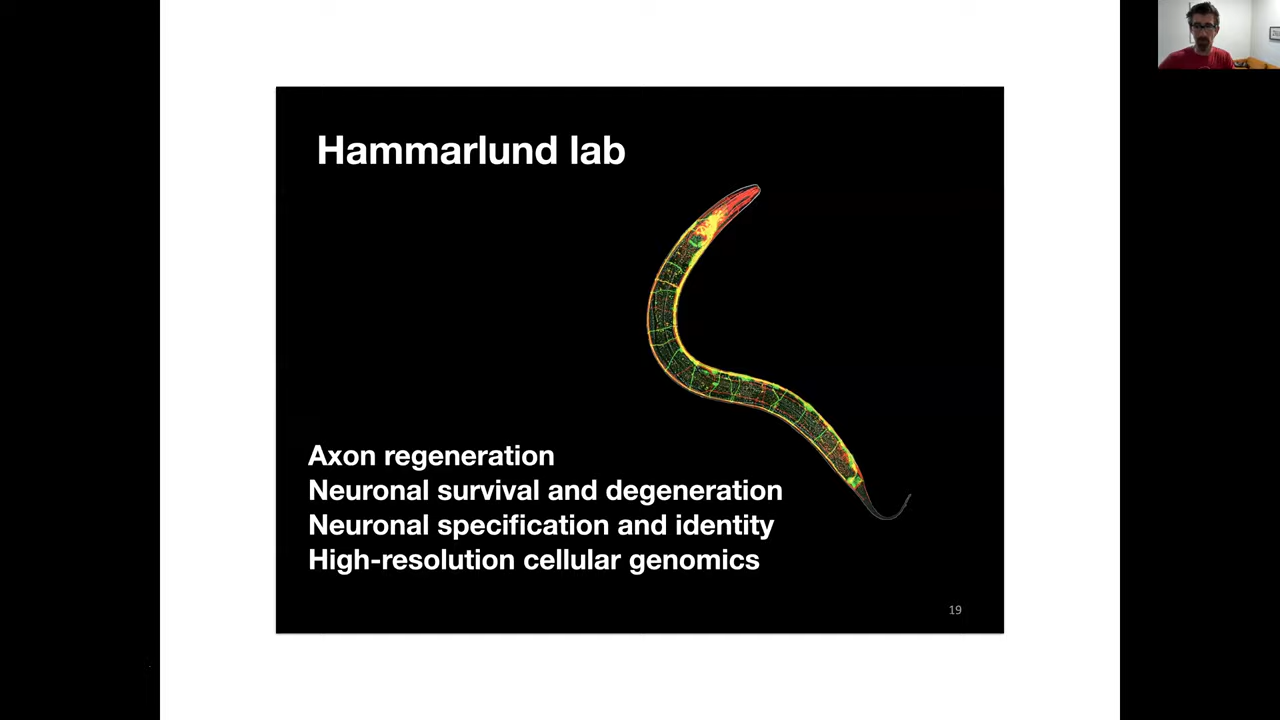 Hammarlund lab
Axon regeneration
Neuronal survival and degeneration
Neuronal specification and identity
High-resolution cellular genomics
19